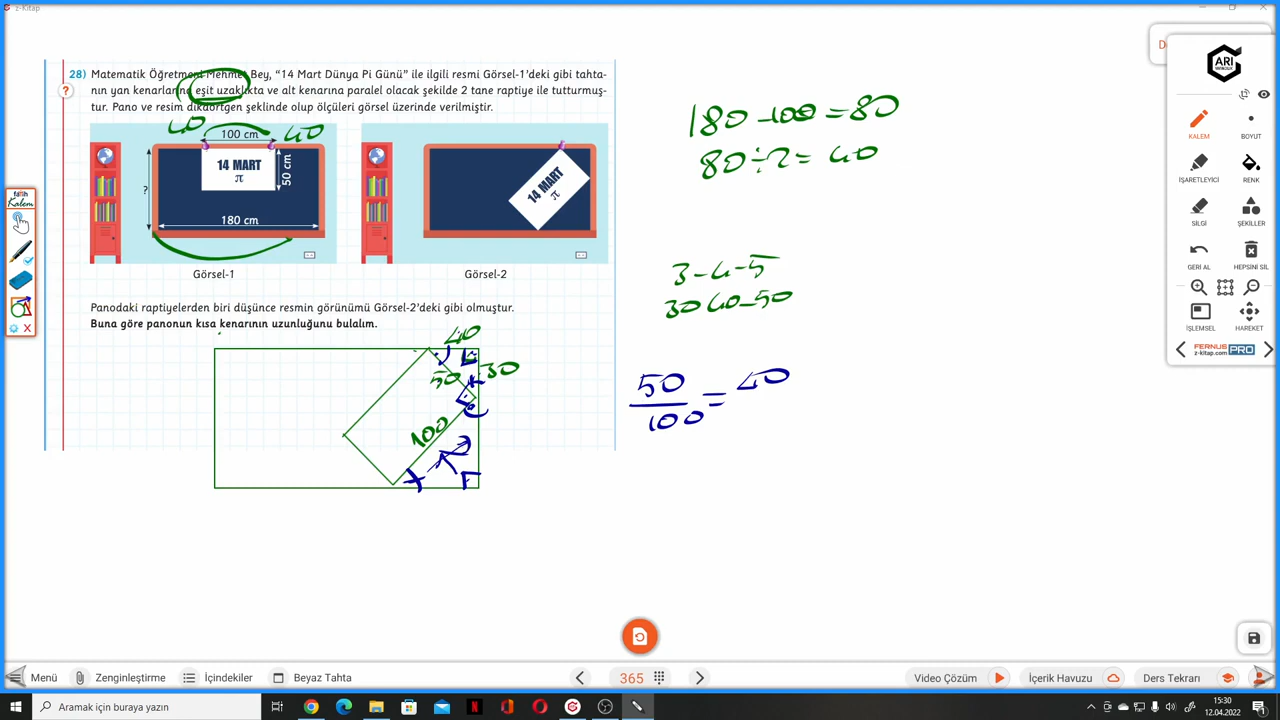 z-Kitap
28) Matematik Öğretmeni Mehmet Bey, "14 Mart Dünya Pi Günü" ile ilgili resmi Görsel-1'deki gibi tahta-
nın yan kenarlarına eşit uzaklıkta ve alt kenarına paralel olacak şekilde 2 tane raptiye ile tutturmuş-
? tur. Pano ve resim dikdörtgen şeklinde olup ölçüleri görsel üzerinde verilmiştir.
180-100=80
80÷2=40
40 100 cm 40
14 MART
π
50 cm
?
180 cm
14 MART
π
Görsel-1
Görsel-2
3-4-5
30 40-50
Panodaki raptiyelerden biri düşünce resmin görünümü Görsel-2'deki gibi olmuştur.
Buna göre panonun kısa kenarının uzunluğunu bulalım.
40
50 30
100
50/100=40
fatih
Kalem
ARI
KALEM
BOYUT
İŞARETLEYİCİ
RENK
SİLGİ
ŞEKİLLER
GERİ AL
HEPSİNİ SİL
İŞLEMSEL
HAREKET
FERNUS PRO
z-kitap.com
Menü
Zenginleştirme
İçindekiler
Beyaz Tahta
365
Video Çözüm
İçerik Havuzu
Ders Tekrarı
Aramak için buraya yazın
15:30
12.04.2022